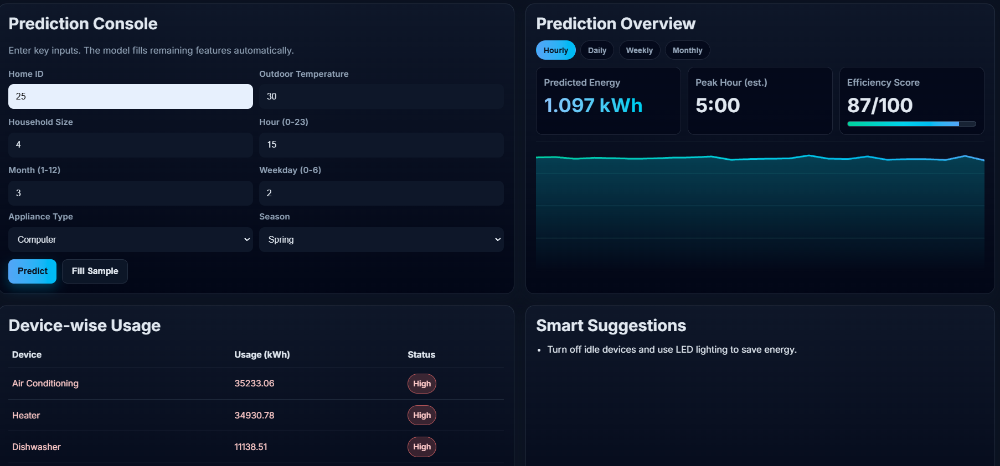 Prediction Console
Enter key inputs. The model fills remaining features automatically.
Home ID
Outdoor Temperature
25
30
Household Size
Hour (0-23)
4
15
Month (1-12)
Weekday (0-6)
3
2
Appliance Type
Season
Computer
Spring
Predict
Fill Sample
Prediction Overview
Hourly
Daily
Weekly
Monthly
Predicted Energy
1.097 kWh
Peak Hour (est.)
5:00
Efficiency Score
87/100
Device-wise Usage
Device Usage (kWh) Status
Air Conditioning 35233.06 High
Heater 34930.78 High
Dishwasher 11138.51 High
Smart Suggestions
• Turn off idle devices and use LED lighting to save energy.